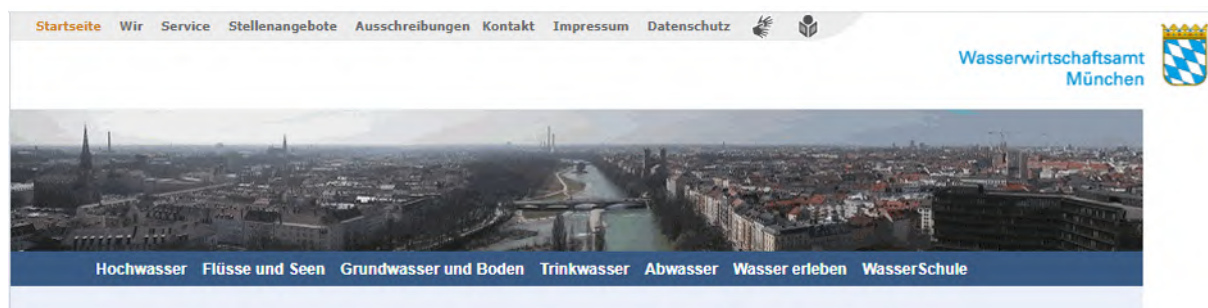 Startseite Wir Service Stellenangebote Ausschreibungen Kontakt Impressum Datenschutz
Wasserwirtschaftsamt
München
Hochwasser Flüsse und Seen Grundwasser und Boden Trinkwasser Abwasser Wasser erleben WasserSchule